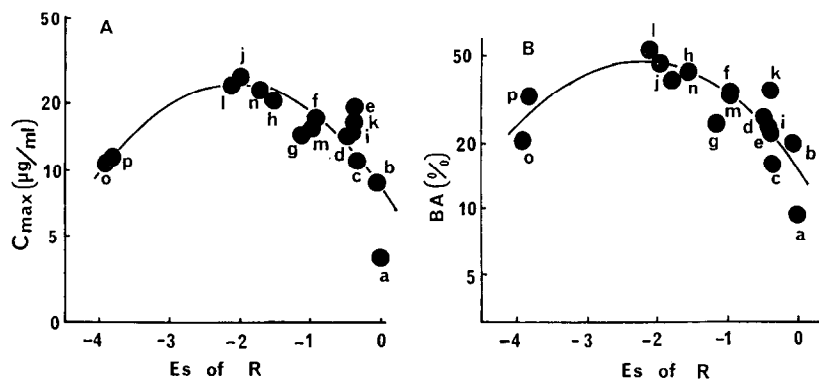 A
Cmax (µg/ml)
50
20
10
5
0
-4
-3
-2
-1
0
Es of R
j
l
n
h
f
e
k
i
g
m
d
c
b
o
p
a
B
BA (%)
50
20
10
5
-4
-3
-2
-1
0
Es of R
l
j
h
n
f
k
m
p
g
d
i
e
b
o
c
a